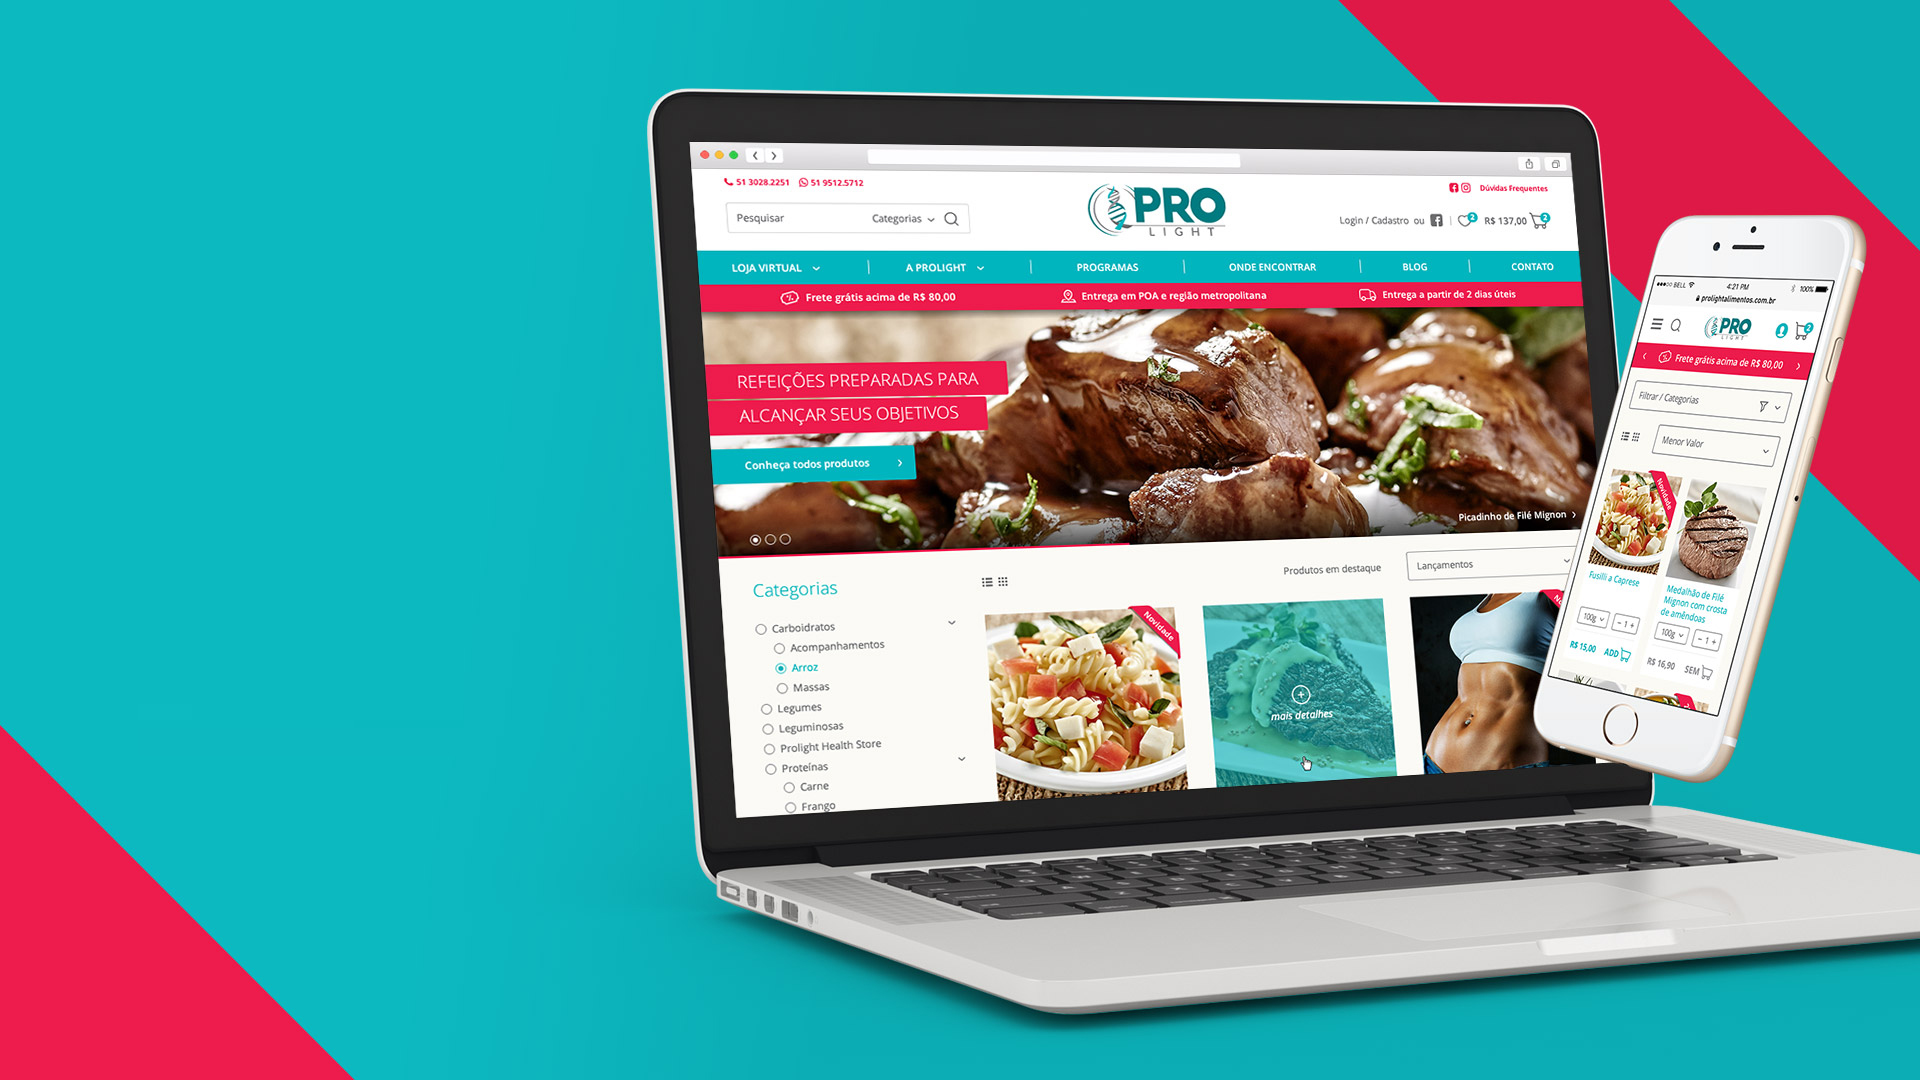 51 3028.2251 51 9512.5712
Dúvidas Frequentes
Pesquisar Categorias
PRO
LIGHT
Login / Cadastro ou 2 R$ 137,00 2
LOJA VIRTUAL A PROLIGHT PROGRAMAS ONDE ENCONTRAR BLOG CONTATO
Frete grátis acima de R$ 80,00 Entrega em POA e região metropolitana Entrega a partir de 2 dias úteis
REFEIÇÕES PREPARADAS PARA
ALCANÇAR SEUS OBJETIVOS
Conheça todos produtos
Picadinho de Filé Mignon
Categorias
Produtos em destaque
Lançamentos
Carboidratos
Acompanhamentos
Arroz
Massas
Legumes
Leguminosas
Prolight Health Store
Proteínas
Carne
Frango
Novidade
mais detalhes
BELL 4:21 PM 100%
prolightalimentos.com.br
PRO
LIGHT
2
Frete grátis acima de R$ 80,00
Filtrar / Categorias
Menor Valor
Novidade
Fusilli a Caprese
Medalhão de Filé
Mignon com crosta
de amêndoas
100g - 1 +
100g - 1 +
R$ 15,00 ADD
R$ 16,90 SEM